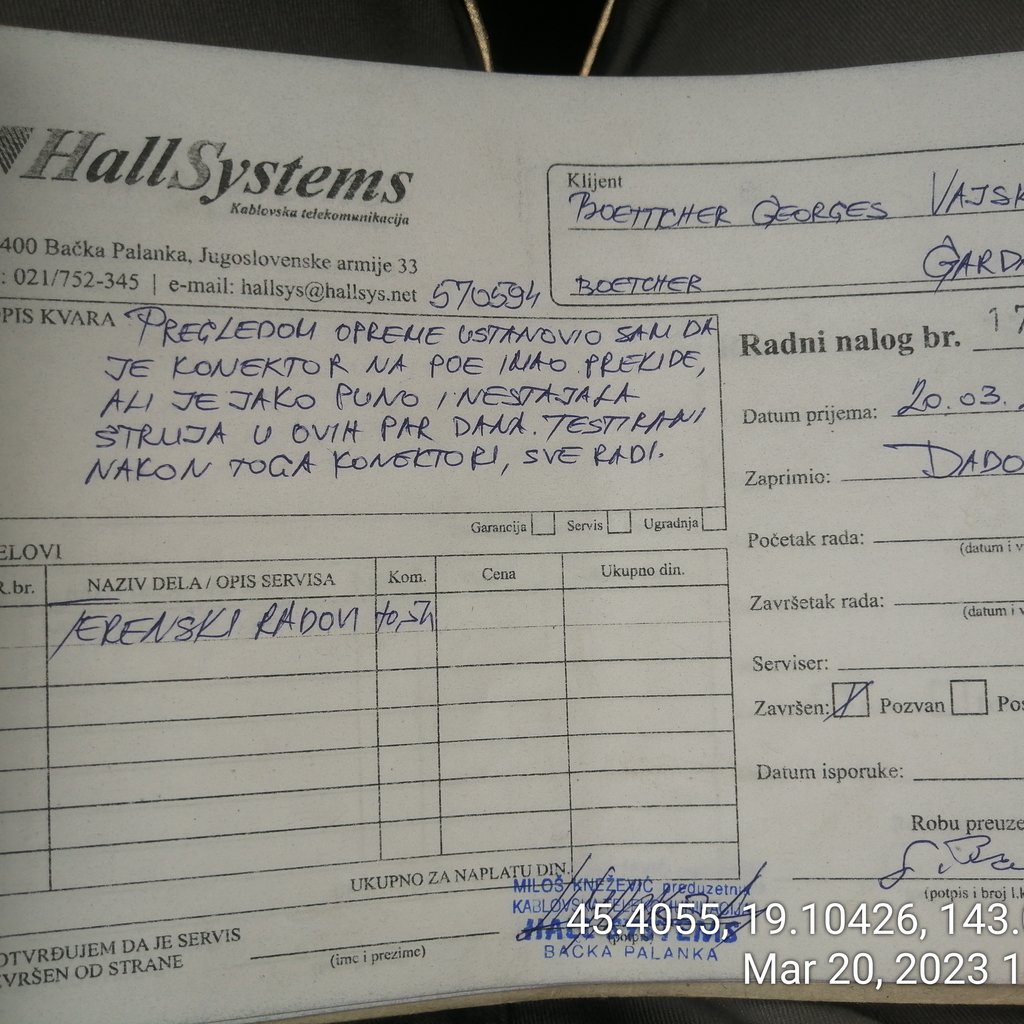 HallSystems
Kablovska telekomunikacija
400 Bačka Palanka, Jugoslovenske armije 33
: 021/752-345 | e-mail: hallsys@hallsys.net 570594
Klijent
BOETTCHER GEORGES VAJSK
BOETCHER GARDA
PIS KVARA PREGLEDOM OPREME USTANOVIO SAM DA
JE KONEKTOR NA POE IMAO PREKIDE,
ALI JE JAKO PUNO I NESTAJALA
STRUJA U OVIH PAR DANA. TESTIRANI
NAKON TOGA KONEKTORI, SVE RADI.
Garancija Servis Ugradnja
Radni nalog br. 17
Datum prijema: 20.03.
Zaprimio: DADO
Početak rada:
(datum i v
Završetak rada:
(datum i v
Serviser:
Završen: Pozvan Pos
Datum isporuke:
Robu preuze
(potpis i broj l.k
ELOVI
R.br. NAZIV DELA / OPIS SERVISA Kom. Cena Ukupno din.
TERENSKI RADOVI
UKUPNO ZA NAPLATU DIN.
OTVRĐUJEM DA JE SERVIS
VRŠEN OD STRANE
(ime i prezime)
(potpis)
MILOŠ KNEŽEVIĆ preduzetnik
HALL SYSTEMS
BAČKA PALANKA
45.4055, 19.10426, 143.
Mar 20, 2023 1